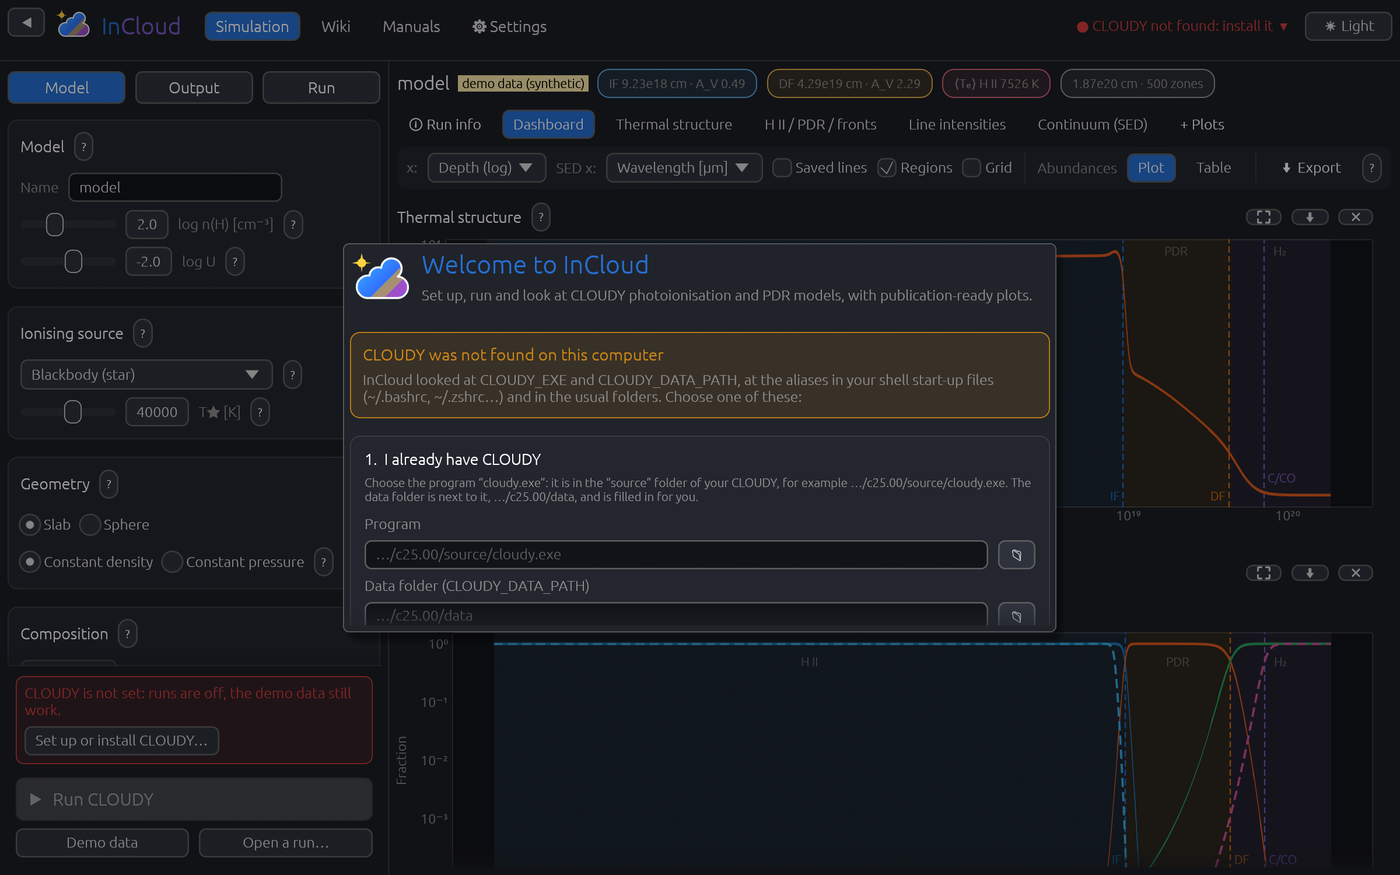 InCloud
Simulation
Wiki
Manuals
Settings
CLOUDY not found: install it
Light
Model
Output
Run
model
demo data (synthetic)
IF 9.23e18 cm · A_V 0.49
DF 4.29e19 cm · A_V 2.29
⟨Tₑ⟩ H II 7526 K
1.87e20 cm · 500 zones
Run info
Dashboard
Thermal structure
H II / PDR / fronts
Line intensities
Continuum (SED)
+ Plots
x:
Depth (log)
SED x:
Wavelength [μm]
Saved lines
Regions
Grid
Abundances
Plot
Table
Export
?
Model
?
Name
model
2.0
log n(H) [cm⁻³]
?
-2.0
log U
?
Ionising source
?
Blackbody (star)
?
40000
T★ [K]
?
Geometry
?
Slab
Sphere
Constant density
Constant pressure
?
Composition
?
CLOUDY is not set: runs are off, the demo data still
work.
Set up or install CLOUDY…
Run CLOUDY
Demo data
Open a run…
Thermal structure
?
PDR
H₂
IF
DF
C/CO
10¹⁹
10²⁰
Welcome to InCloud
Set up, run and look at CLOUDY photoionisation and PDR models, with publication-ready plots.
CLOUDY was not found on this computer
InCloud looked at CLOUDY_EXE and CLOUDY_DATA_PATH, at the aliases in your shell start-up files
(~/.bashrc, ~/.zshrc…) and in the usual folders. Choose one of these:
1. I already have CLOUDY
Choose the program “cloudy.exe”: it is in the “source” folder of your CLOUDY, for example …/c25.00/source/cloudy.exe. The
data folder is next to it, …/c25.00/data, and is filled in for you.
Program
…/c25.00/source/cloudy.exe
Data folder (CLOUDY_DATA_PATH)
…/c25.00/data
10⁰
10⁻¹
10⁻²
10⁻³
Fraction
H II
PDR
H₂
IF
DF
C/CO